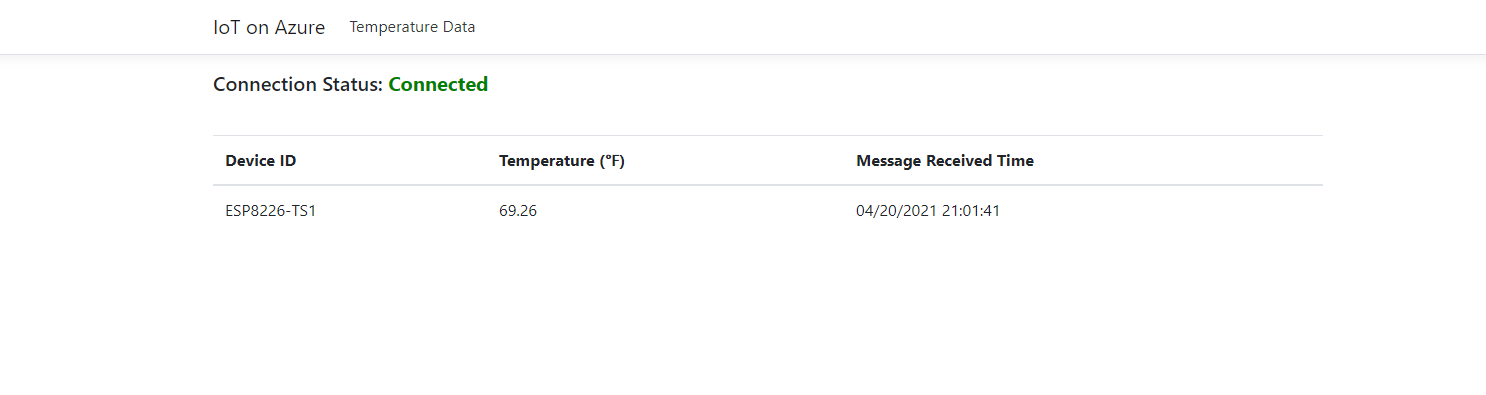 IoT on Azure Temperature Data
Connection Status: Connected
Device ID Temperature (°F) Message Received Time
ESP8226-TS1 69.26 04/20/2021 21:01:41